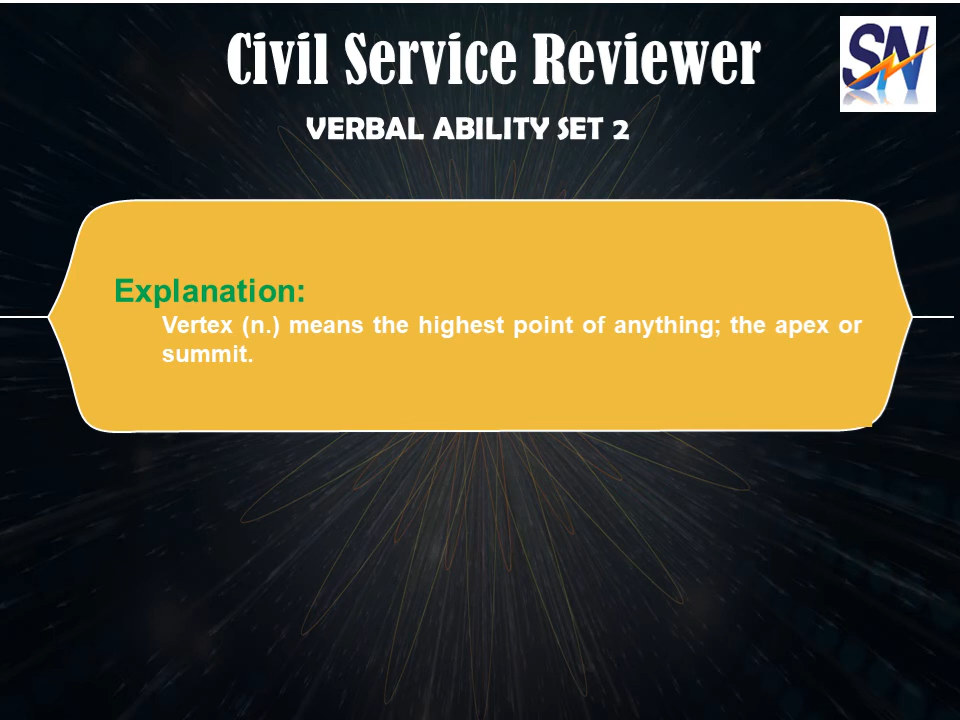 Civil Service Reviewer
SN
VERBAL ABILITY SET 2
Explanation:
Vertex (n.) means the highest point of anything; the apex or
summit.